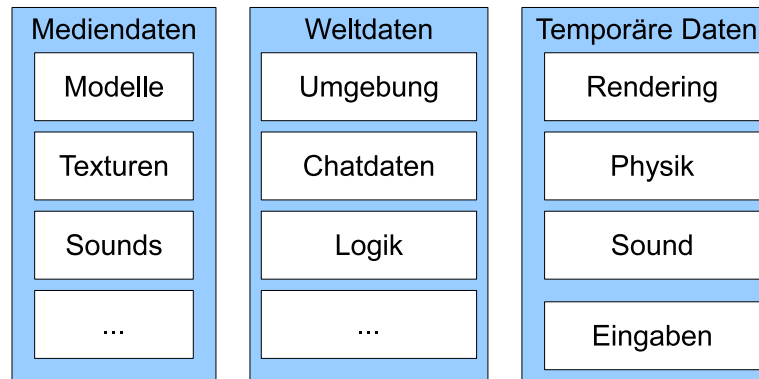 Mediendaten
Modelle
Texturen
Sounds
...
Weltdaten
Umgebung
Chatdaten
Logik
...
Temporäre Daten
Rendering
Physik
Sound
Eingaben